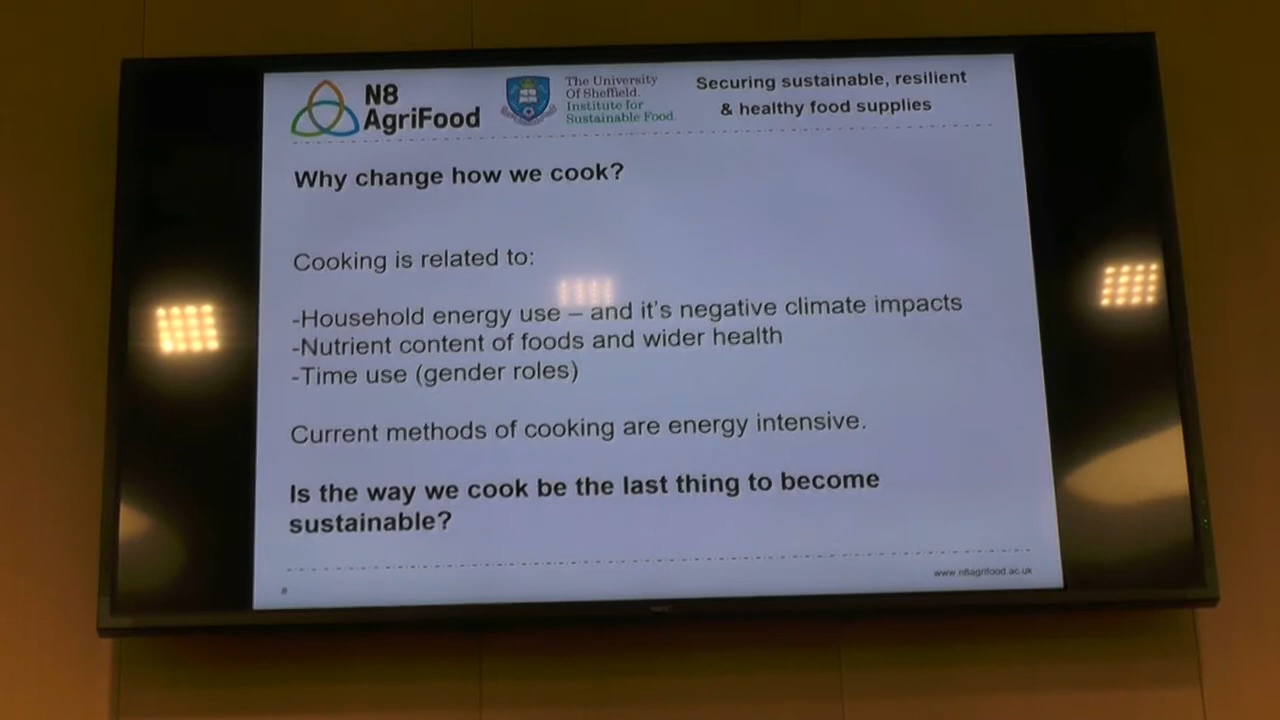 N8
AgriFood
The University
Of Sheffield.
Institute for
Sustainable Food.
Securing sustainable, resilient
& healthy food supplies
Why change how we cook?
Cooking is related to:
-Household energy use – and it's negative climate impacts
-Nutrient content of foods and wider health
-Time use (gender roles)
Current methods of cooking are energy intensive.
Is the way we cook be the last thing to become
sustainable?
www.n8agrifood.ac.uk
8